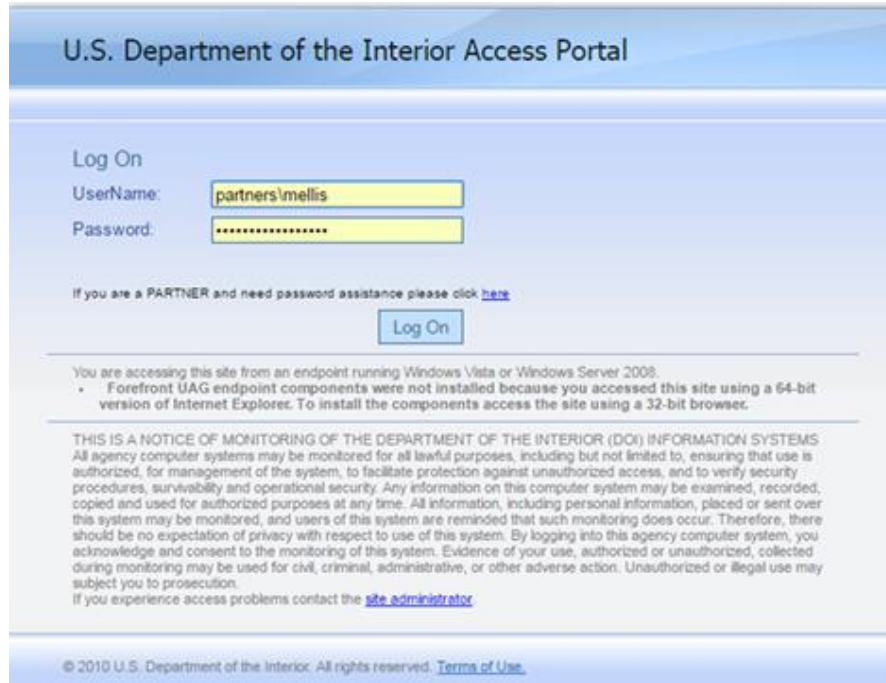 U.S. Department of the Interior Access Portal
Log On
UserName:
partners\mellis
Password:
•••••••••••••••••
If you are a PARTNER and need password assistance please click here
Log On
You are accessing this site from an endpoint running Windows Vista or Windows Server 2008.
• Forefront UAG endpoint components were not installed because you accessed this site using a 64-bit
version of Internet Explorer. To install the components access the site using a 32-bit browser.
THIS IS A NOTICE OF MONITORING OF THE DEPARTMENT OF THE INTERIOR (DOI) INFORMATION SYSTEMS
All agency computer systems may be monitored for all lawful purposes, including but not limited to, ensuring that use is
authorized, for management of the system, to facilitate protection against unauthorized access, and to verify security
procedures, survivability and operational security. Any information on this computer system may be examined, recorded,
copied and used for authorized purposes at any time. All information, including personal information, placed or sent over
this system may be monitored, and users of this system are reminded that such monitoring does occur. Therefore, there
should be no expectation of privacy with respect to use of this system. By logging into this agency computer system, you
acknowledge and consent to the monitoring of this system. Evidence of your use, authorized or unauthorized, collected
during monitoring may be used for civil, criminal, administrative, or other adverse action. Unauthorized or illegal use may
subject you to prosecution.
If you experience access problems contact the site administrator
© 2010 U.S. Department of the Interior. All rights reserved. Terms of Use.